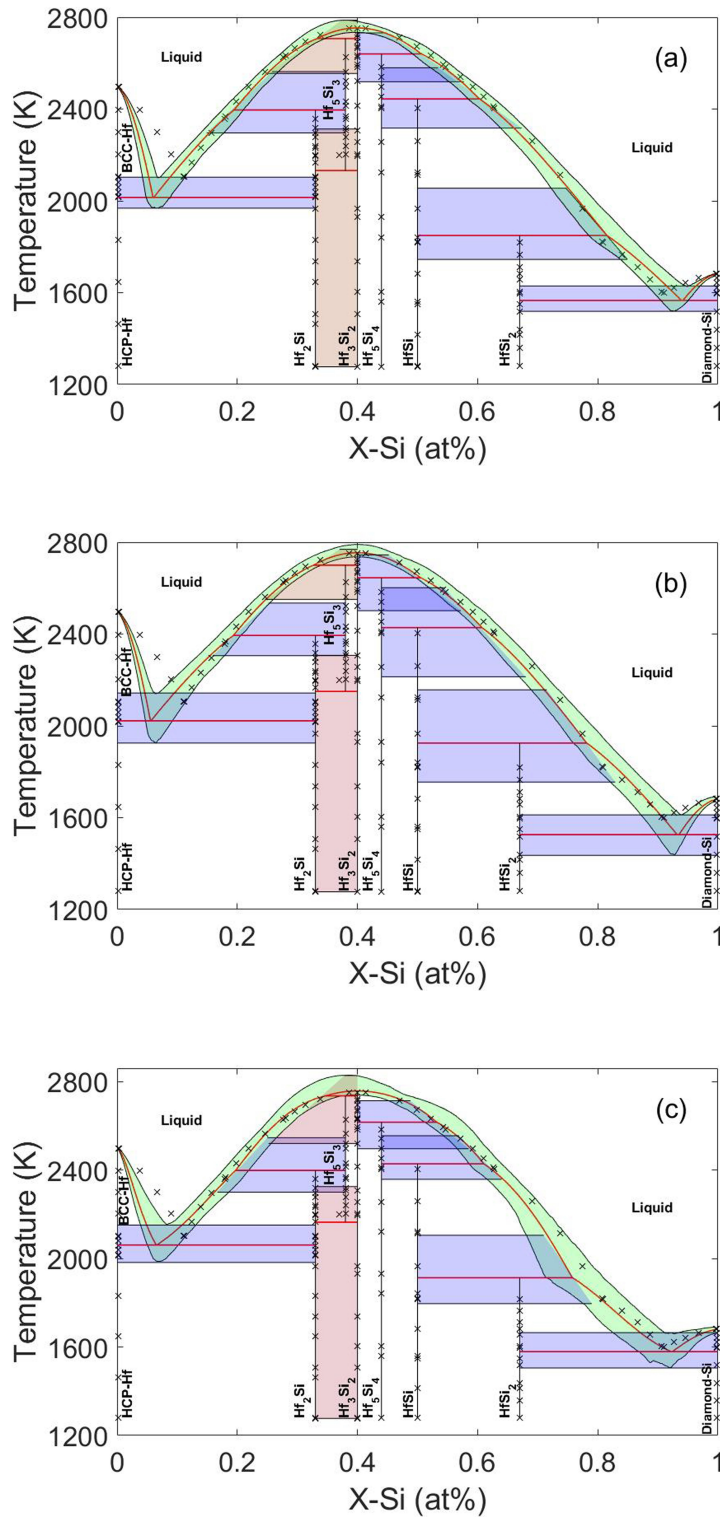 2800
(a)
Liquid
2400
BCC-Hf
Hf5Si3
Temperature (K)
2000
Liquid
1600
HCP-Hf
Hf2Si
Hf3Si2
Hf5Si4
HfSi
HfSi2
Diamond-Si
1200
0 0.2 0.4 0.6 0.8 1
X-Si (at%)
2800
(b)
Liquid
2400
BCC-Hf
Hf5Si3
Temperature (K)
2000
Liquid
1600
HCP-Hf
Hf2Si
Hf3Si2
Hf5Si4
HfSi
HfSi2
Diamond-Si
1200
0 0.2 0.4 0.6 0.8 1
X-Si (at%)
2800
(c)
Liquid
2400
BCC-Hf
Hf5Si3
Temperature (K)
2000
Liquid
1600
HCP-Hf
Hf2Si
Hf3Si2
Hf5Si4
HfSi
HfSi2
Diamond-Si
1200
0 0.2 0.4 0.6 0.8 1
X-Si (at%)